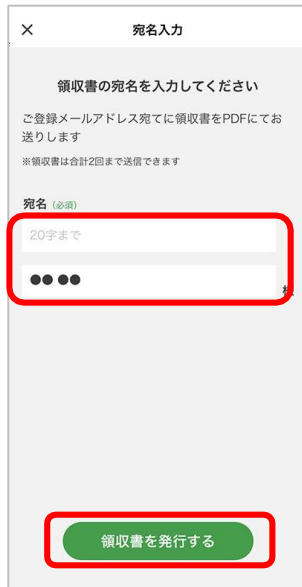 × 宛名入力
領収書の宛名を入力してください
ご登録メールアドレス宛てに領収書をPDFにてお
送りします
※領収書は合計2回まで送信できます
宛名 (必須)
20字まで
●● ●●
様
領収書を発行する